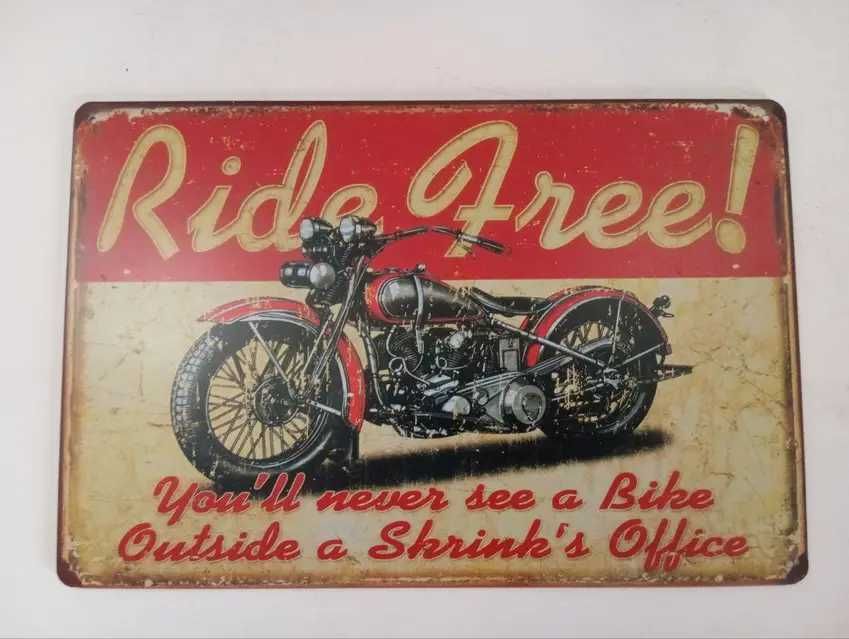 Ride Free!
You'll never see a Bike
Outside a Shrink's Office